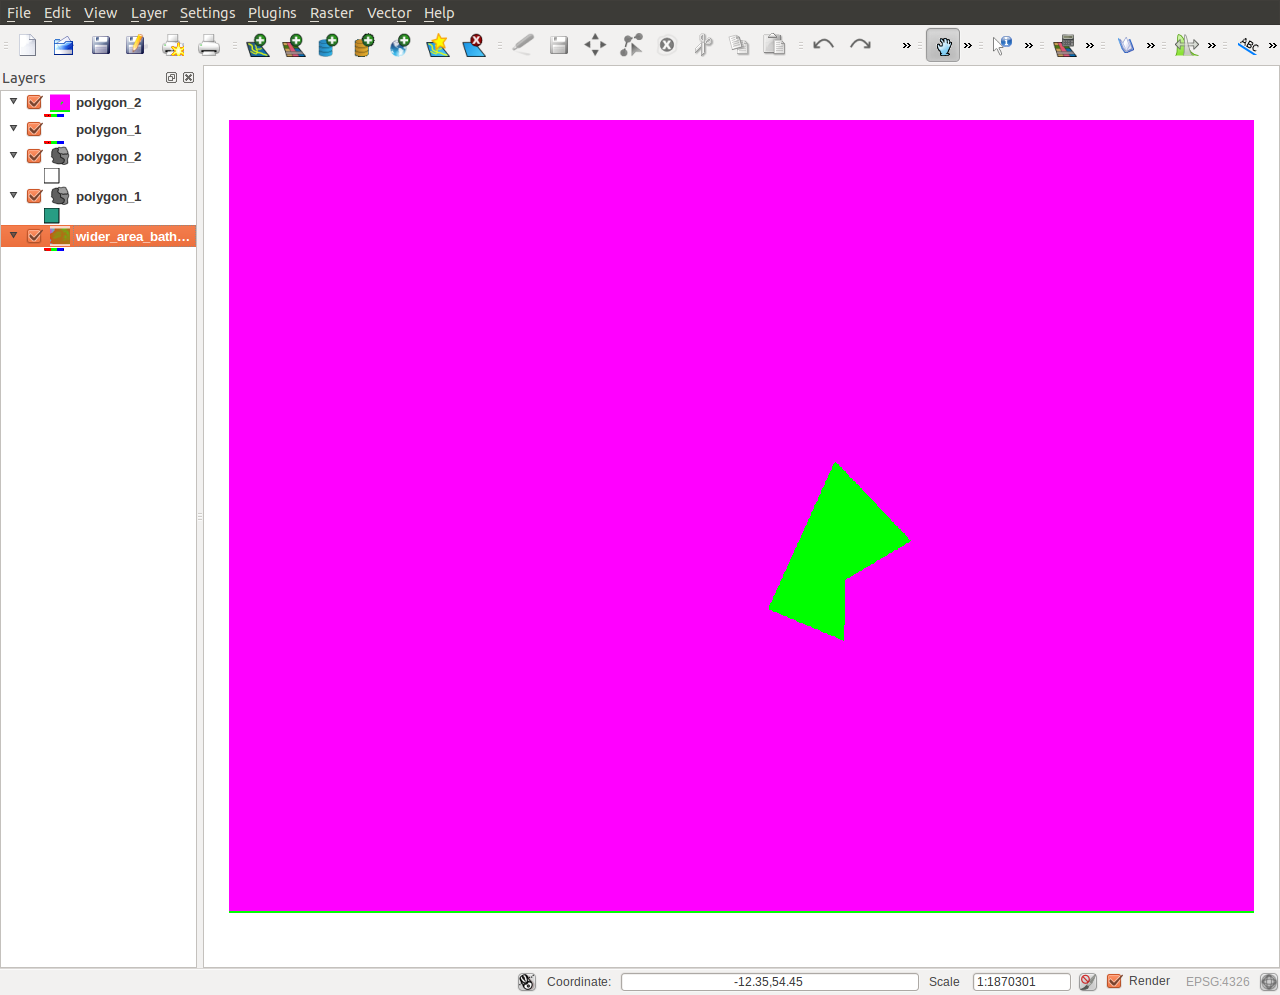 File Edit View Layer Settings Plugins Raster Vector Help
ABC
Layers
polygon_2
polygon_1
polygon_2
polygon_1
wider_area_bath...
Coordinate: -12.35,54.45 Scale 1:1870301 Render EPSG:4326